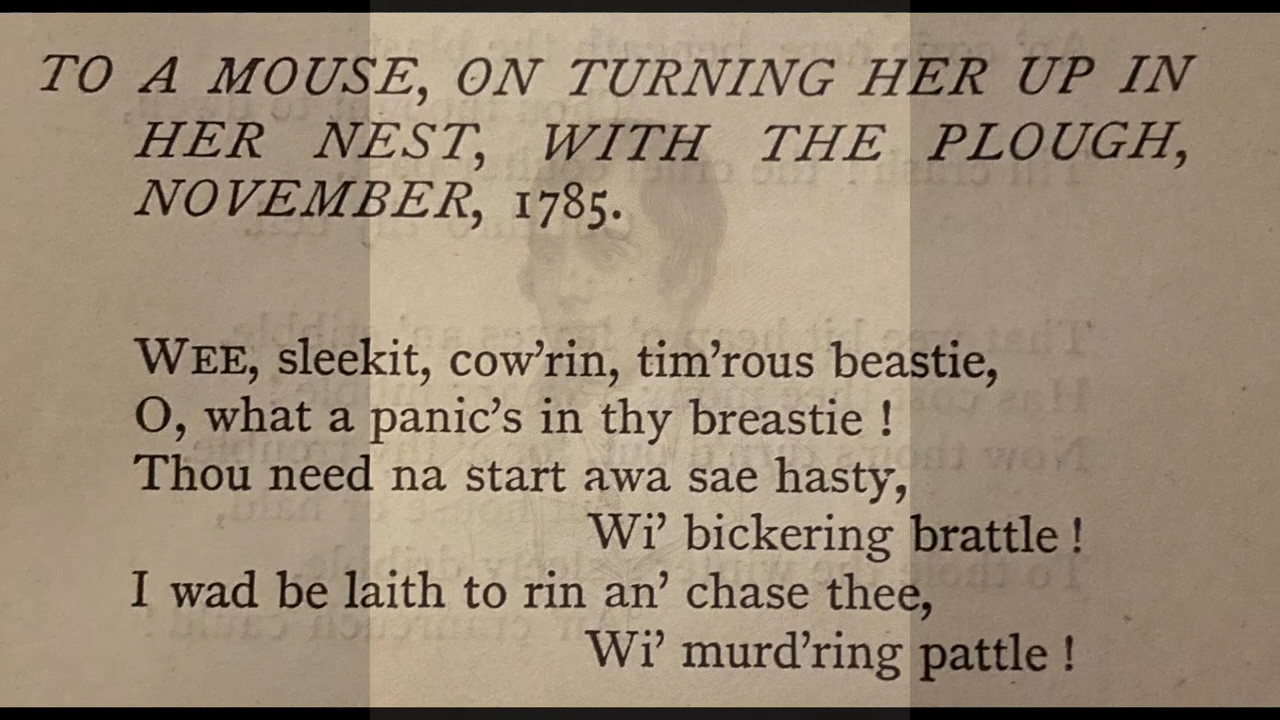 TO A MOUSE, ON TURNING HER UP IN
HER NEST, WITH THE PLOUGH,
NOVEMBER, 1785.
WEE, sleekit, cow'rin, tim'rous beastie,
O, what a panic's in thy breastie !
Thou need na start awa sae hasty,
Wi' bickering brattle !
I wad be laith to rin an' chase thee,
Wi' murd'ring pattle !